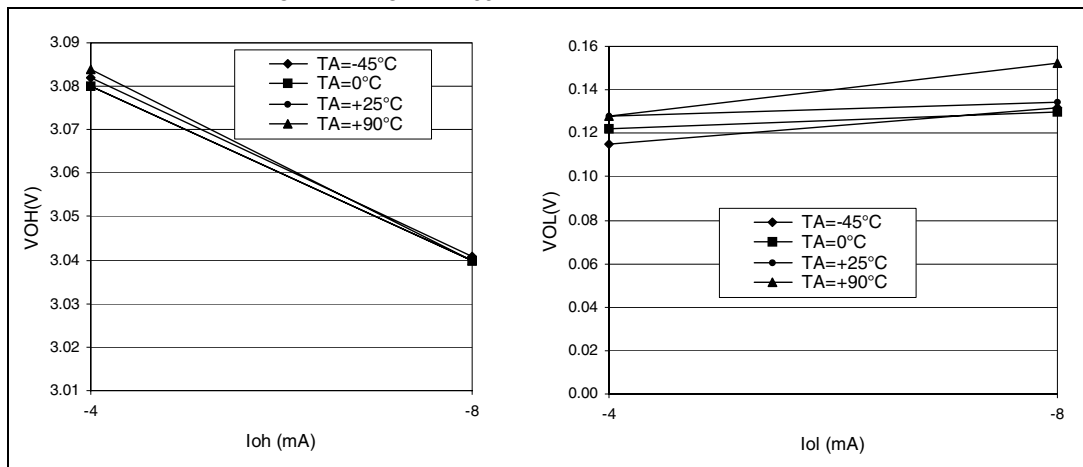 3.09
3.08
3.07
3.06
3.05
3.04
3.03
3.02
3.01
VOH(V)
TA=-45°C
TA=0°C
TA=+25°C
TA=+90°C
-4
-8
Ioh (mA)
0.16
0.14
0.12
0.10
0.08
0.06
0.04
0.02
0.00
VOL(V)
TA=-45°C
TA=0°C
TA=+25°C
TA=+90°C
-4
-8
Iol (mA)